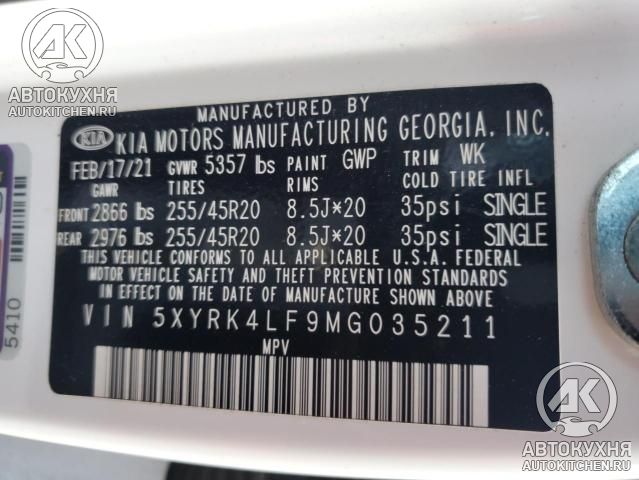 АК
АВТОКУХНЯ
AUTOKITCHEN.RU
MANUFACTURED BY
KIA KIA MOTORS MANUFACTURING GEORGIA, INC.
FEB/17/21 GVWR 5357 lbs PAINT GWP TRIM WK
GAWR TIRES RIMS COLD TIRE INFL
FRONT 2866 lbs 255/45R20 8.5J*20 35psi SINGLE
REAR 2976 lbs 255/45R20 8.5J*20 35psi SINGLE
THIS VEHICLE CONFORMS TO ALL APPLICABLE U.S.A. FEDERAL
MOTOR VEHICLE SAFETY AND THEFT PREVENTION STANDARDS
IN EFFECT ON THE DATE OF MANUFACTURE SHOWN ABOVE.
VIN 5XYRK4LF9MG035211
MPV
5410
АК
АВТОКУХНЯ
AUTOKITCHEN.RU